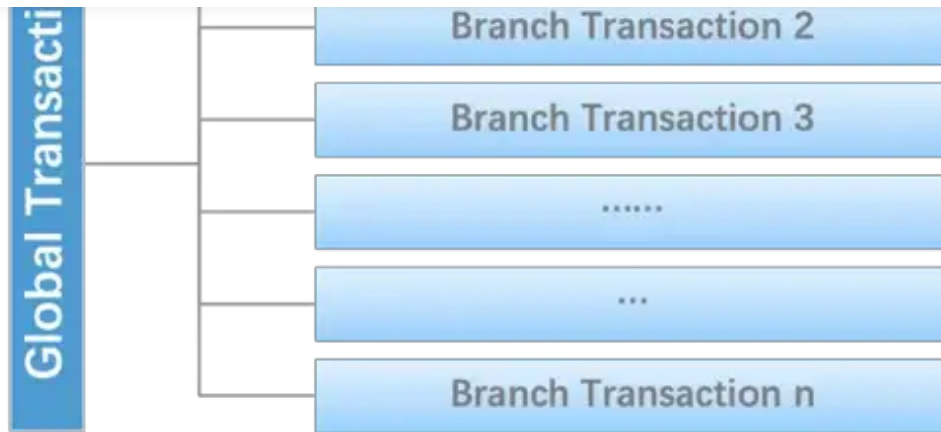 Global Transacti
Branch Transaction 2
Branch Transaction 3
......
...
Branch Transaction n